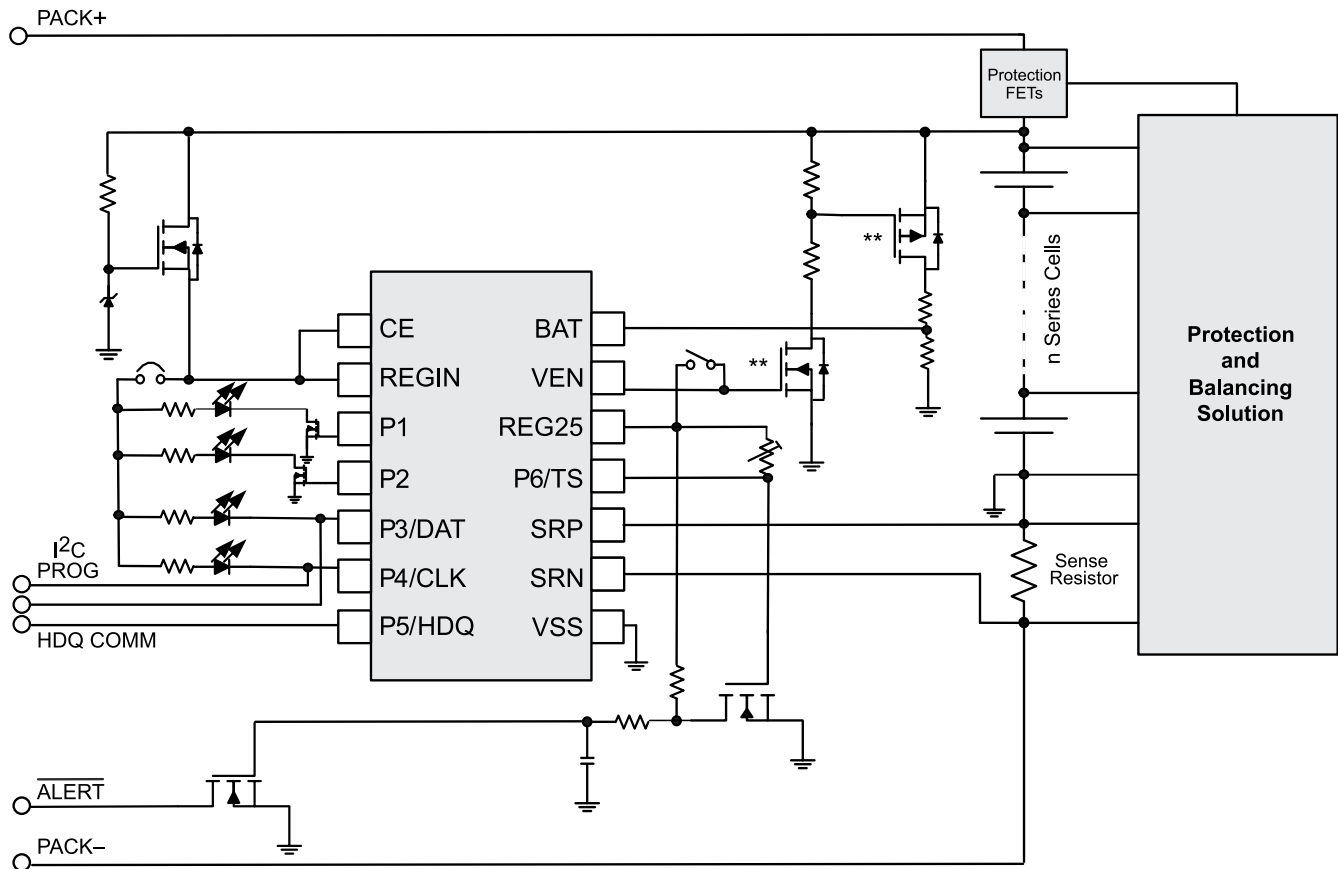 PACK+
Protection
FETs
**
n Series Cells
Protection
and
Balancing
Solution
CE
BAT
REGIN
VEN
**
P1
REG25
P2
P6/TS
P3/DAT
SRP
I²C
PROG
P4/CLK
SRN
Sense
Resistor
P5/HDQ
VSS
HDQ COMM
ALERT
PACK–